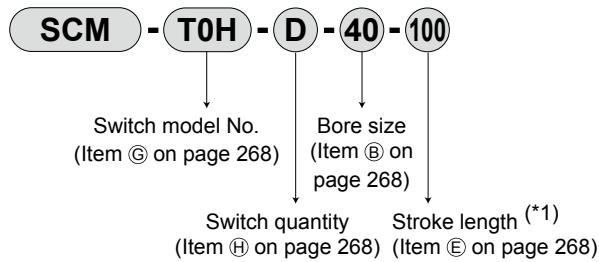 SCM - T0H - D - 40 - 100
Switch model No.
(Item Ⓖ on page 268)
Bore size
(Item Ⓑ on
page 268)
Switch quantity
(Item Ⓗ on page 268)
Stroke length (*1)
(Item Ⓔ on page 268)